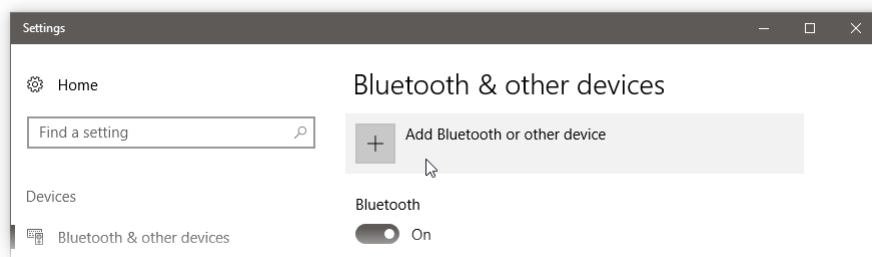 Settings
Home
Find a setting
Devices
Bluetooth & other devices
Bluetooth & other devices
Add Bluetooth or other device
Bluetooth
On